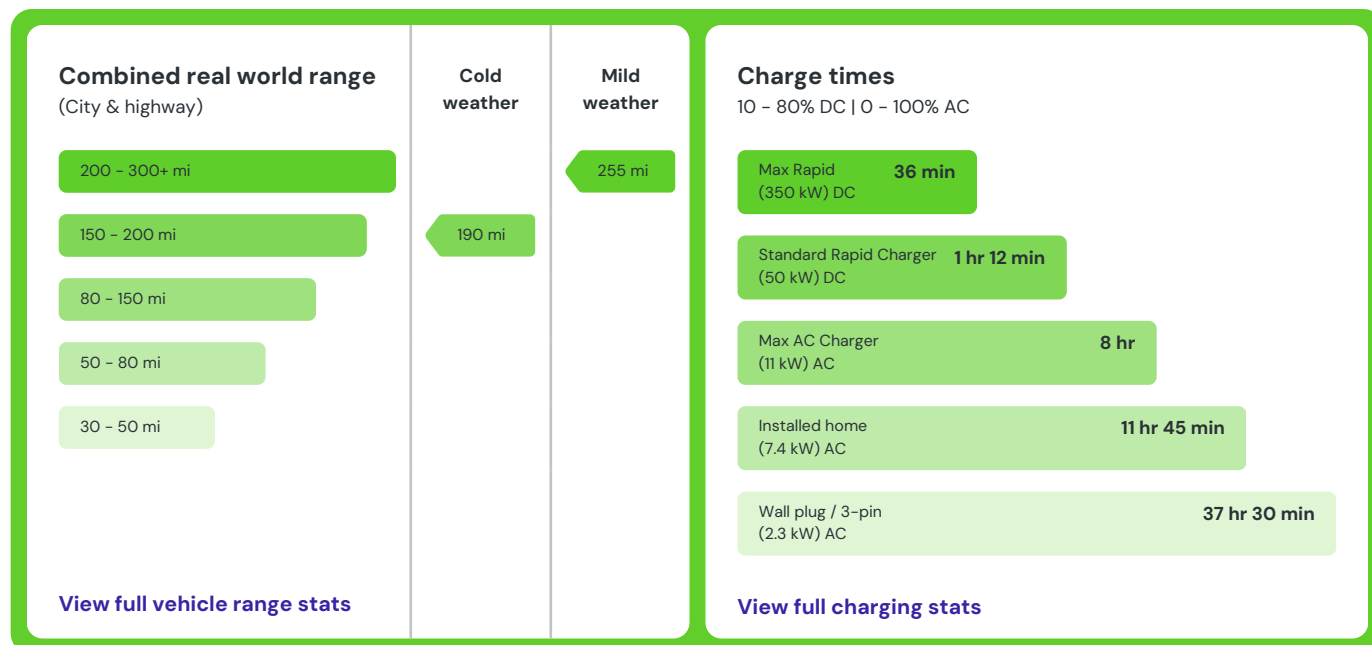 Combined real world range
(City & highway)
Cold
weather
Mild
weather
200 - 300+ mi
255 mi
150 - 200 mi
190 mi
80 - 150 mi
50 - 80 mi
30 - 50 mi
View full vehicle range stats
Charge times
10 - 80% DC | 0 - 100% AC
Max Rapid
(350 kW) DC
36 min
Standard Rapid Charger
(50 kW) DC
1 hr 12 min
Max AC Charger
(11 kW) AC
8 hr
Installed home
(7.4 kW) AC
11 hr 45 min
Wall plug / 3-pin
(2.3 kW) AC
37 hr 30 min
View full charging stats